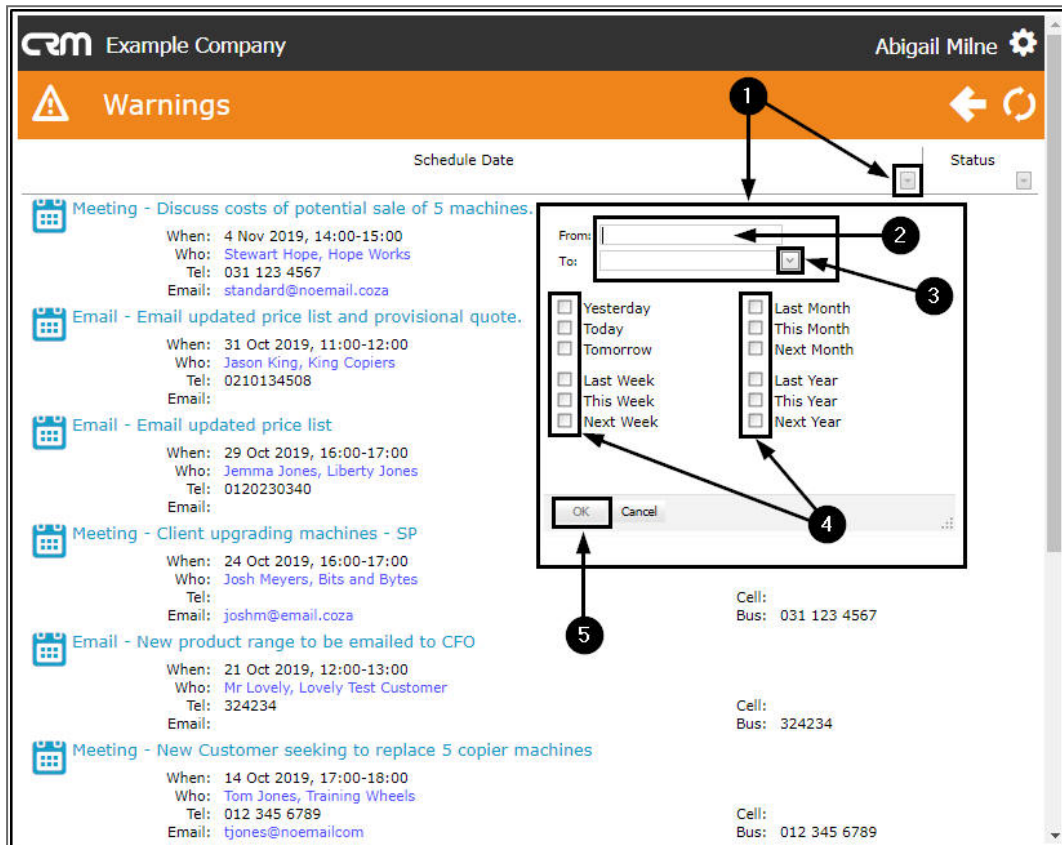 CRM Example Company
Abigail Milne
Warnings
1
Schedule Date
Status
Meeting - Discuss costs of potential sale of 5 machines.
When: 4 Nov 2019, 14:00-15:00
Who: Stewart Hope, Hope Works
Tel: 031 123 4567
Email: standard@noemail.coza
From:
2
To:
3
Yesterday
Today
Tomorrow
Last Week
This Week
Next Week
Last Month
This Month
Next Month
Last Year
This Year
Next Year
OK Cancel
4
5
Email - Email updated price list and provisional quote.
When: 31 Oct 2019, 11:00-12:00
Who: Jason King, King Copiers
Tel: 0210134508
Email:
Email - Email updated price list
When: 29 Oct 2019, 16:00-17:00
Who: Jemma Jones, Liberty Jones
Tel: 0120230340
Email:
Meeting - Client upgrading machines - SP
When: 24 Oct 2019, 16:00-17:00
Who: Josh Meyers, Bits and Bytes
Tel:
Cell:
Email: joshm@email.coza
Bus: 031 123 4567
Email - New product range to be emailed to CFO
When: 21 Oct 2019, 12:00-13:00
Who: Mr Lovely, Lovely Test Customer
Tel: 324234
Cell:
Email:
Bus: 324234
Meeting - New Customer seeking to replace 5 copier machines
When: 14 Oct 2019, 17:00-18:00
Who: Tom Jones, Training Wheels
Tel: 012 345 6789
Cell:
Email: tjones@noemailcom
Bus: 012 345 6789